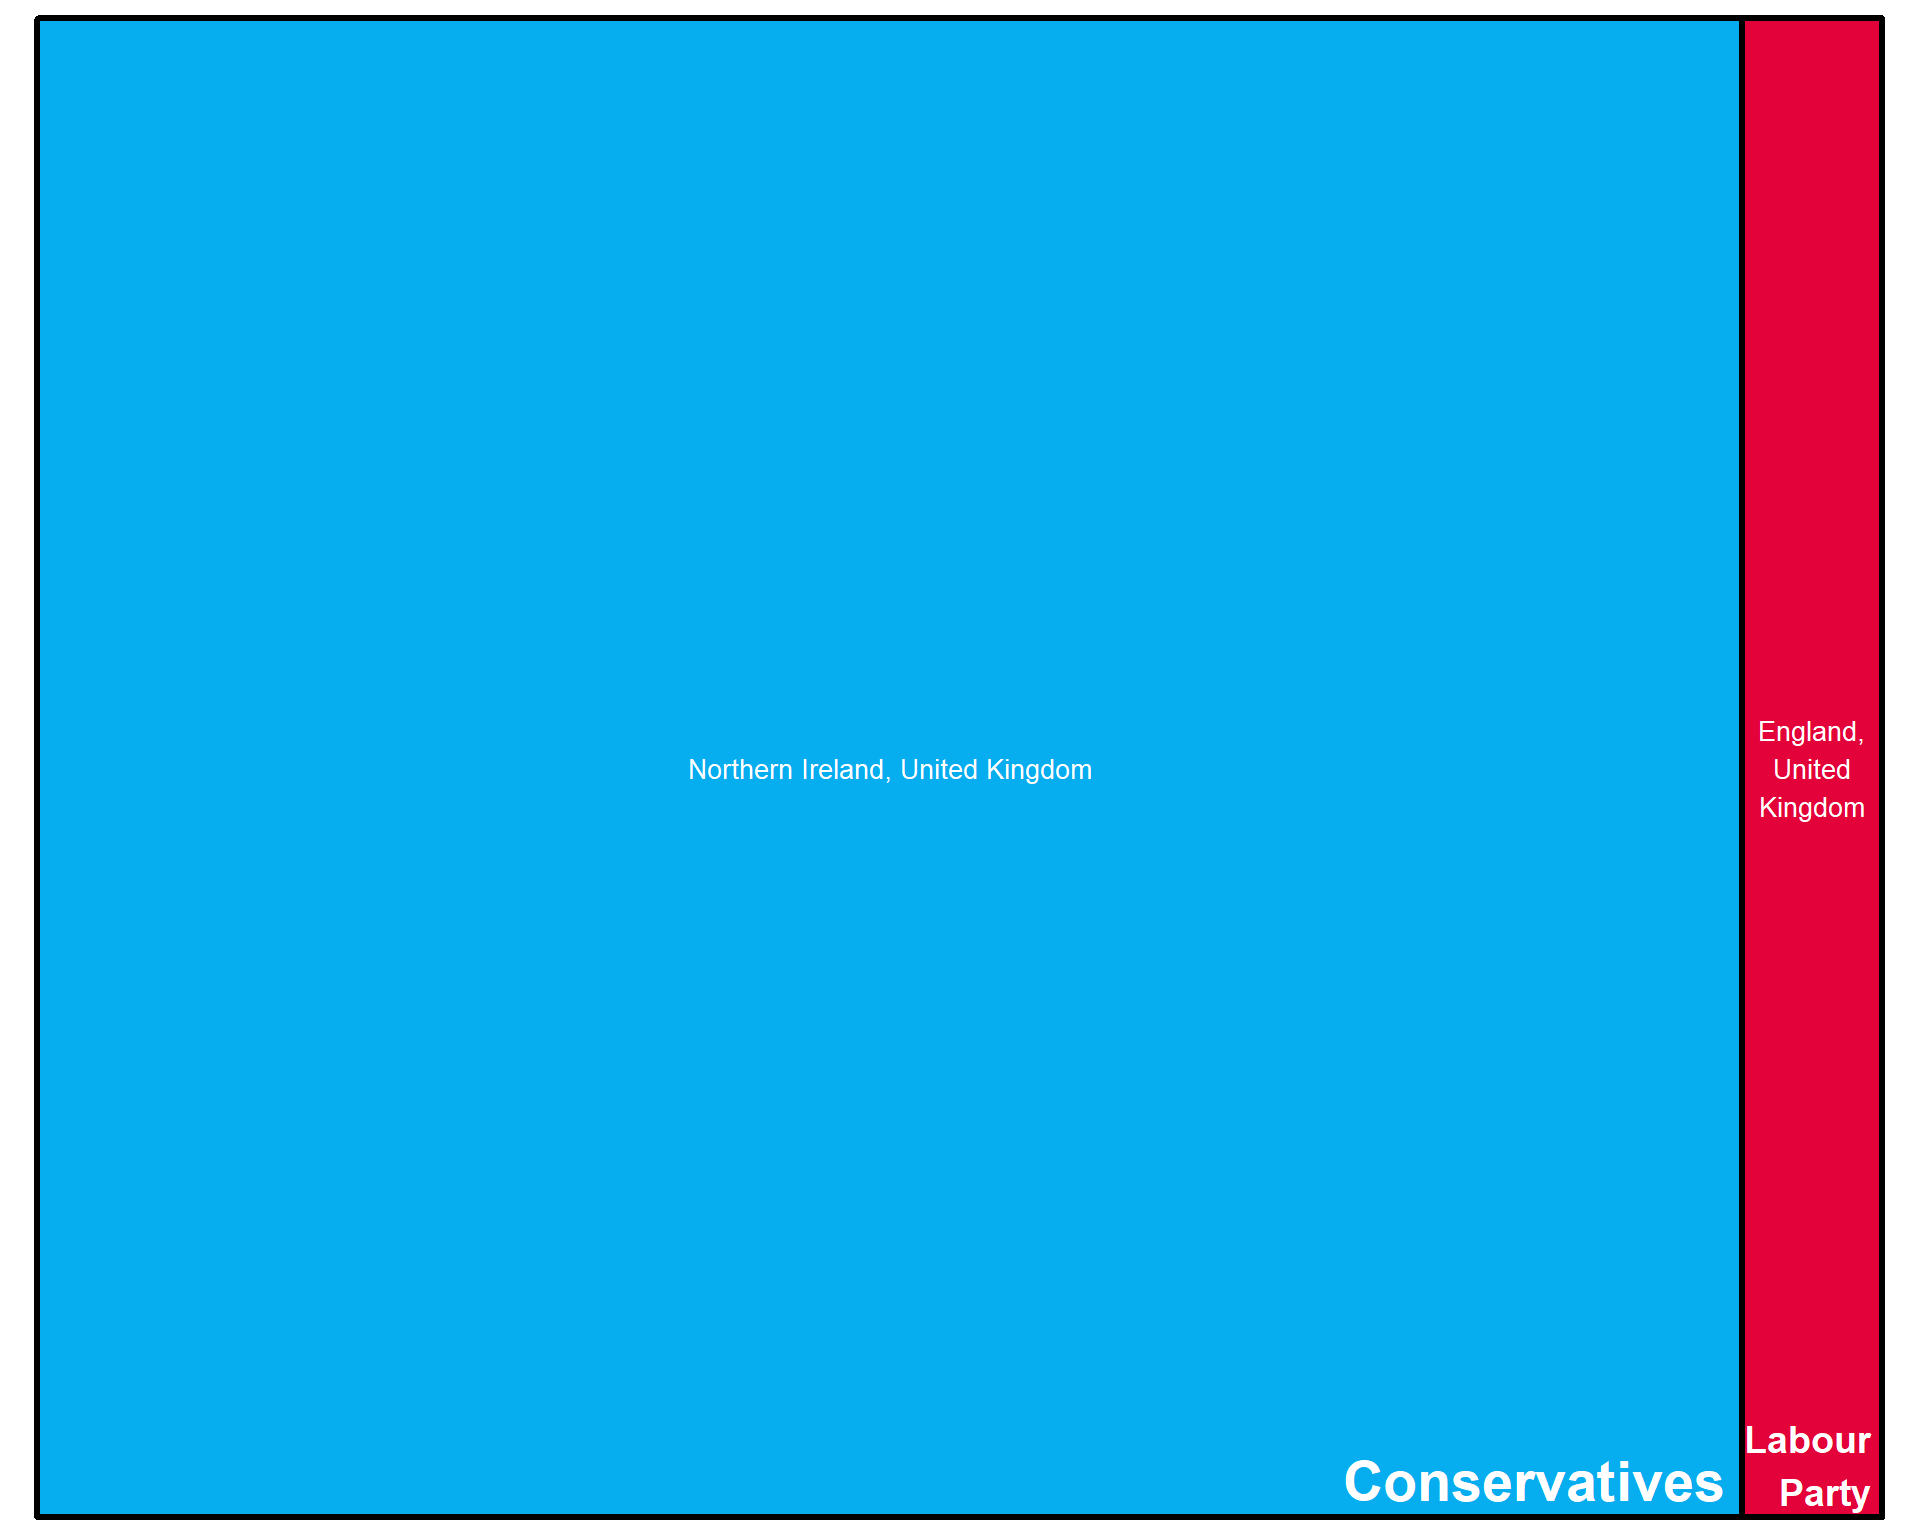 Northern Ireland, United Kingdom
England,
United
Kingdom
Conservatives
Labour
Party